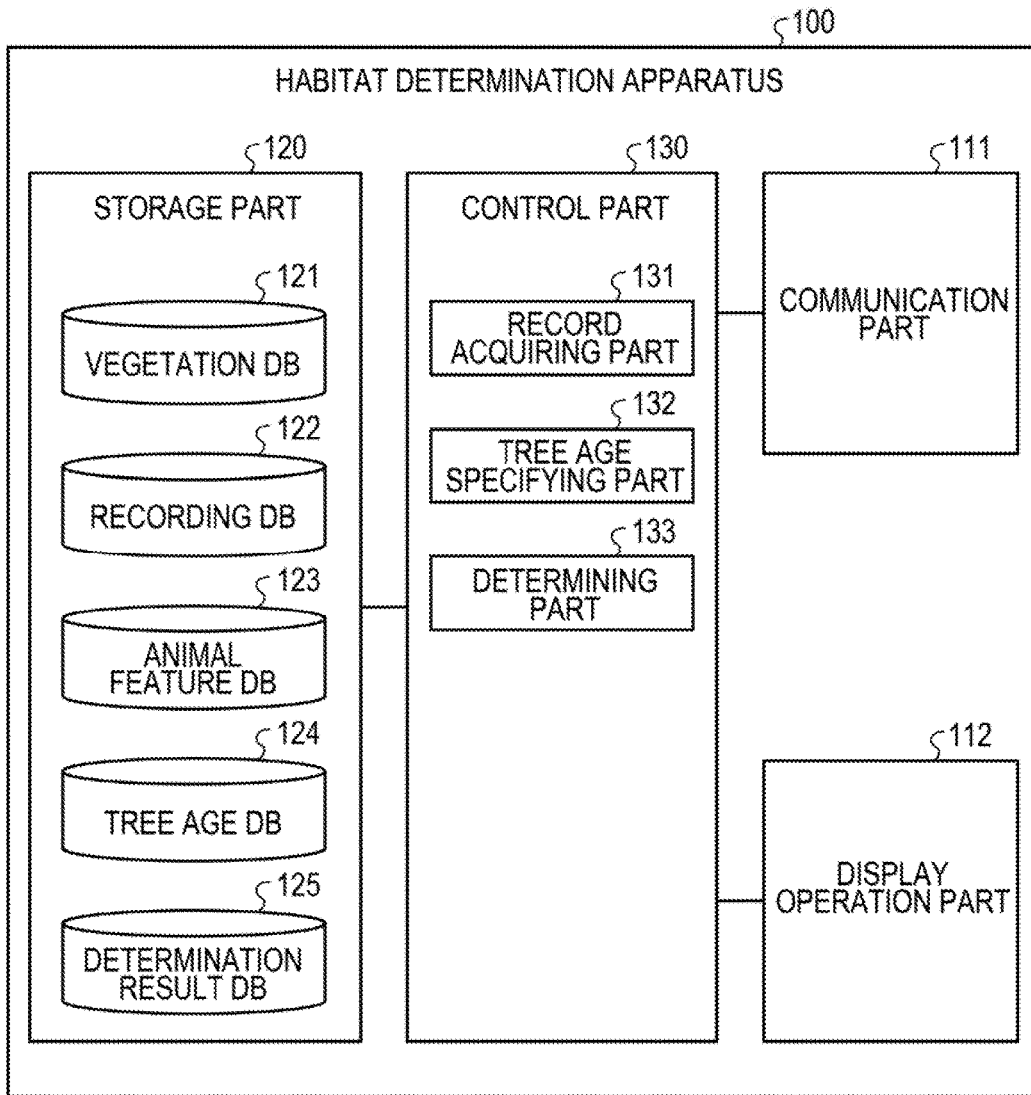 100
HABITAT DETERMINATION APPARATUS
120
STORAGE PART
121
VEGETATION DB
122
RECORDING DB
123
ANIMAL
FEATURE DB
124
TREE AGE DB
125
DETERMINATION
RESULT DB
130
CONTROL PART
131
RECORD
ACQUIRING PART
132
TREE AGE
SPECIFYING PART
133
DETERMINING
PART
111
COMMUNICATION
PART
112
DISPLAY
OPERATION PART